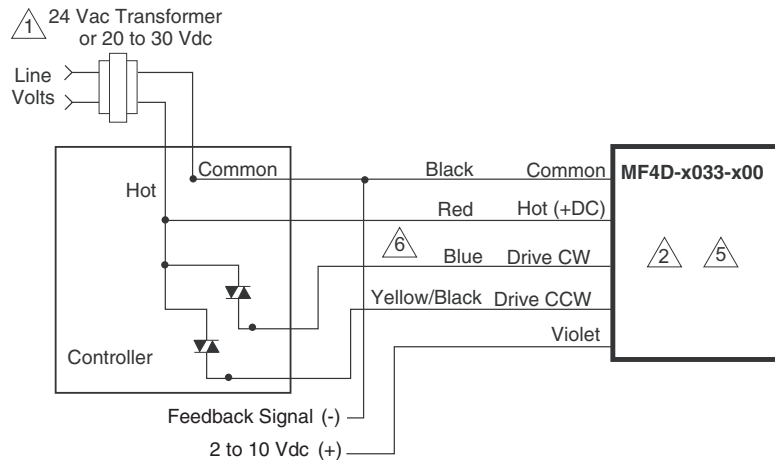 1
24 Vac Transformer
or 20 to 30 Vdc
Line
Volts
Common
Black
Common
MF4D-x033-x00
Hot
Red
Hot (+DC)
6
Blue
Drive CW
2
5
Yellow/Black
Drive CCW
Violet
Controller
Feedback Signal (-)
2 to 10 Vdc (+)